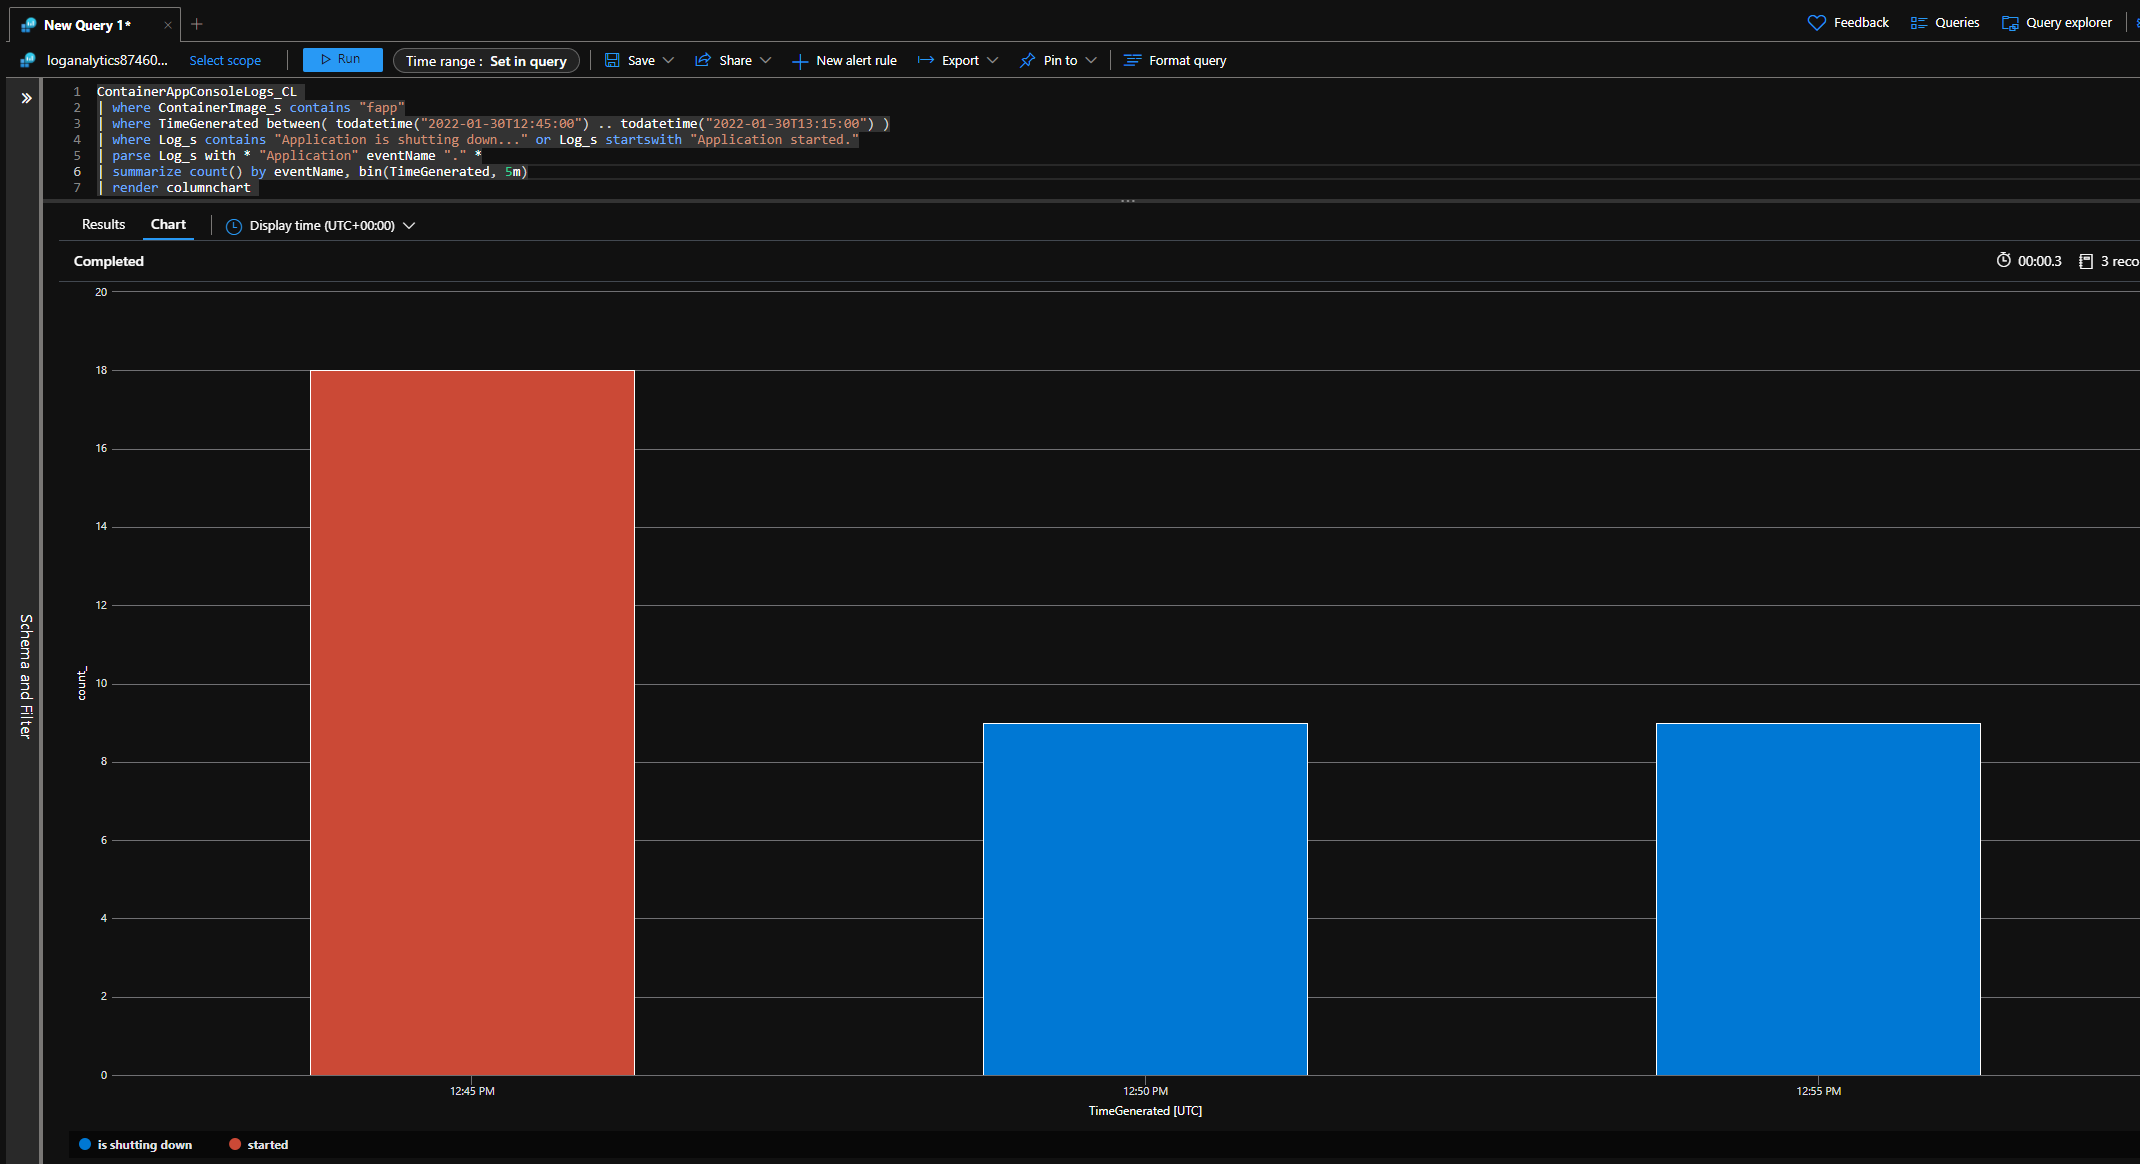 New Query 1*
Feedback
Queries
Query explorer
loganalytics87460...
Select scope
Run
Time range : Set in query
Save
Share
New alert rule
Export
Pin to
Format query
1 ContainerAppConsoleLogs_CL
2 | where ContainerImage_s contains "fapp"
3 | where TimeGenerated between( todatetime("2022-01-30T12:45:00") .. todatetime("2022-01-30T13:15:00") )
4 | where Log_s contains "Application is shutting down..." or Log_s startswith "Application started."
5 | parse Log_s with * "Application" eventName "." *
6 | summarize count() by eventName, bin(TimeGenerated, 5m)
7 | render columnchart
Schema and Filter
Results
Chart
Display time (UTC+00:00)
Completed
00:00.3
3 reco
20
18
16
14
12
10
8
6
4
2
0
count_
12:45 PM
12:50 PM
12:55 PM
TimeGenerated [UTC]
is shutting down
started